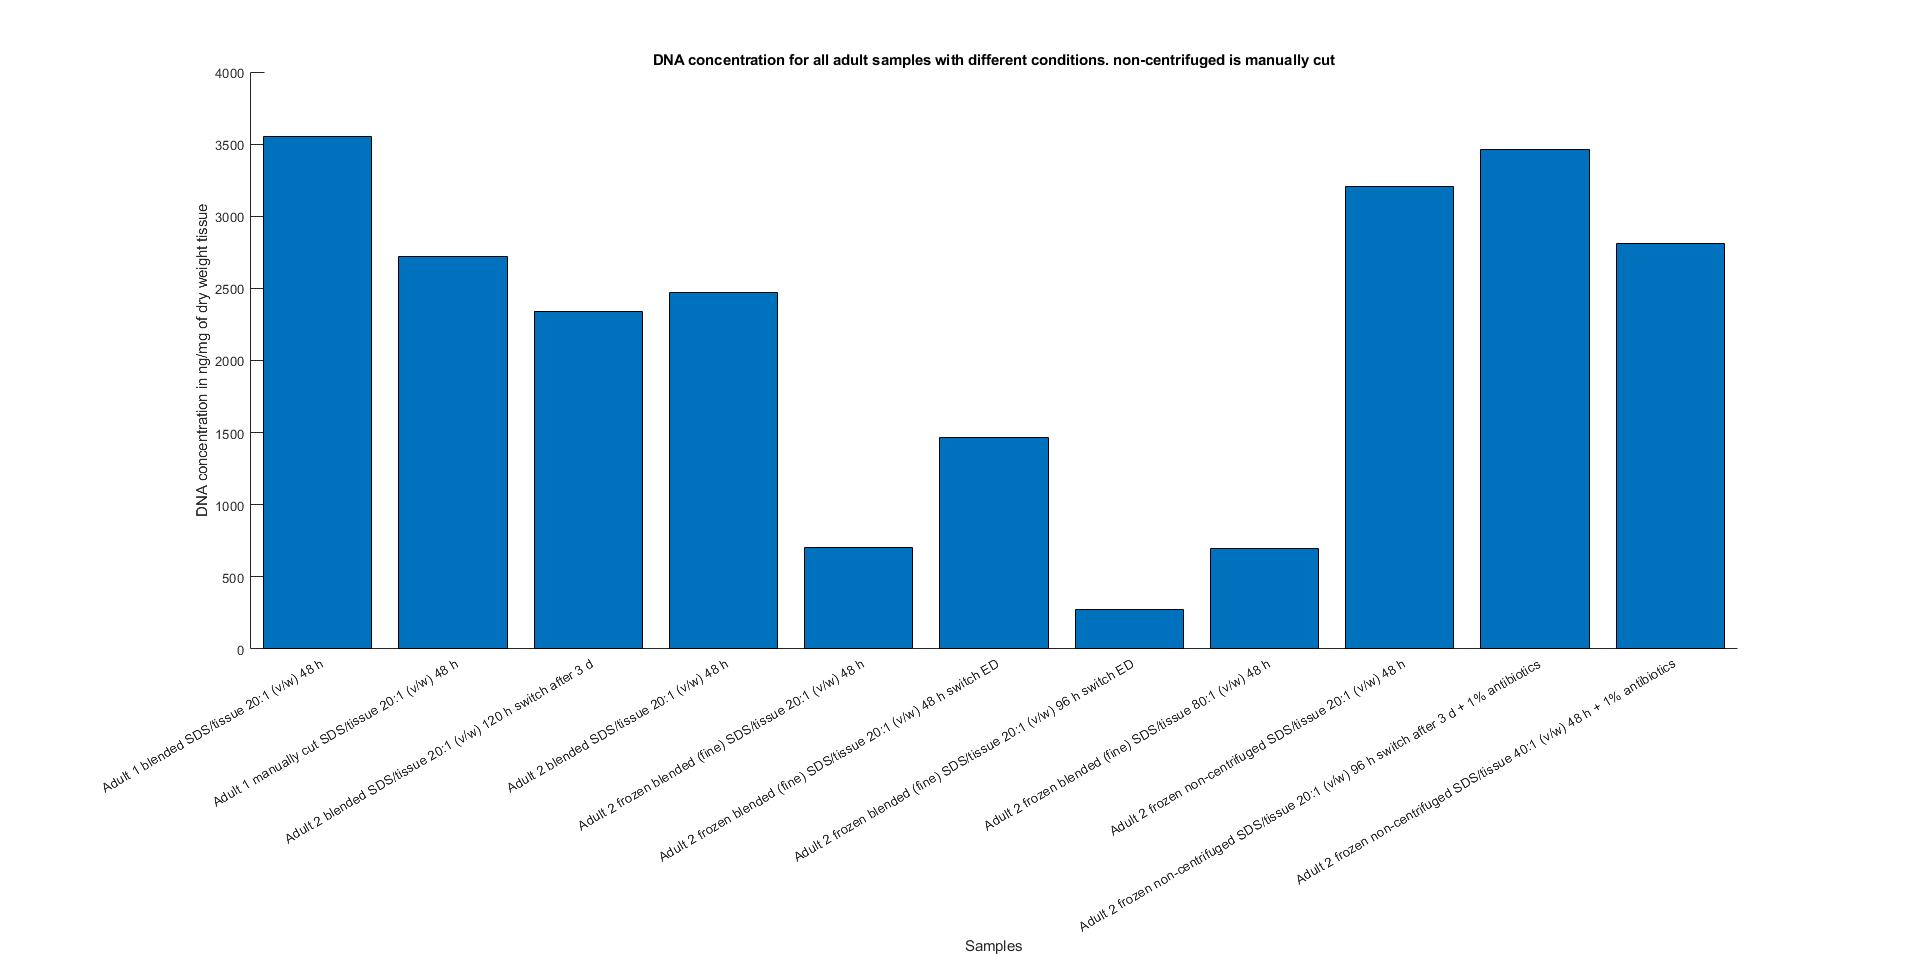 DNA concentration for all adult samples with different conditions. non-centrifuged is manually cut
DNA concentration in ng/mg of dry weight tissue
4000
3500
3000
2500
2000
1500
1000
500
0
Adult 1 blended SDS/tissue 20:1 (v/w) 48 h
Adult 1 manually cut SDS/tissue 20:1 (v/w) 48 h
Adult 2 blended SDS/tissue 20:1 (v/w) 120 h switch after 3 d
Adult 2 blended SDS/tissue 20:1 (v/w) 48 h
Adult 2 frozen blended (fine) SDS/tissue 20:1 (v/w) 48 h
Adult 2 frozen blended (fine) SDS/tissue 20:1 (v/w) 48 h switch ED
Adult 2 frozen blended (fine) SDS/tissue 20:1 (v/w) 96 h switch ED
Adult 2 frozen blended (fine) SDS/tissue 80:1 (v/w) 48 h
Adult 2 frozen non-centrifuged SDS/tissue 20:1 (v/w) 48 h
Adult 2 frozen non-centrifuged SDS/tissue 20:1 (v/w) 96 h switch after 3 d + 1% antibiotics
Adult 2 frozen non-centrifuged SDS/tissue 40:1 (v/w) 48 h + 1% antibiotics
Samples